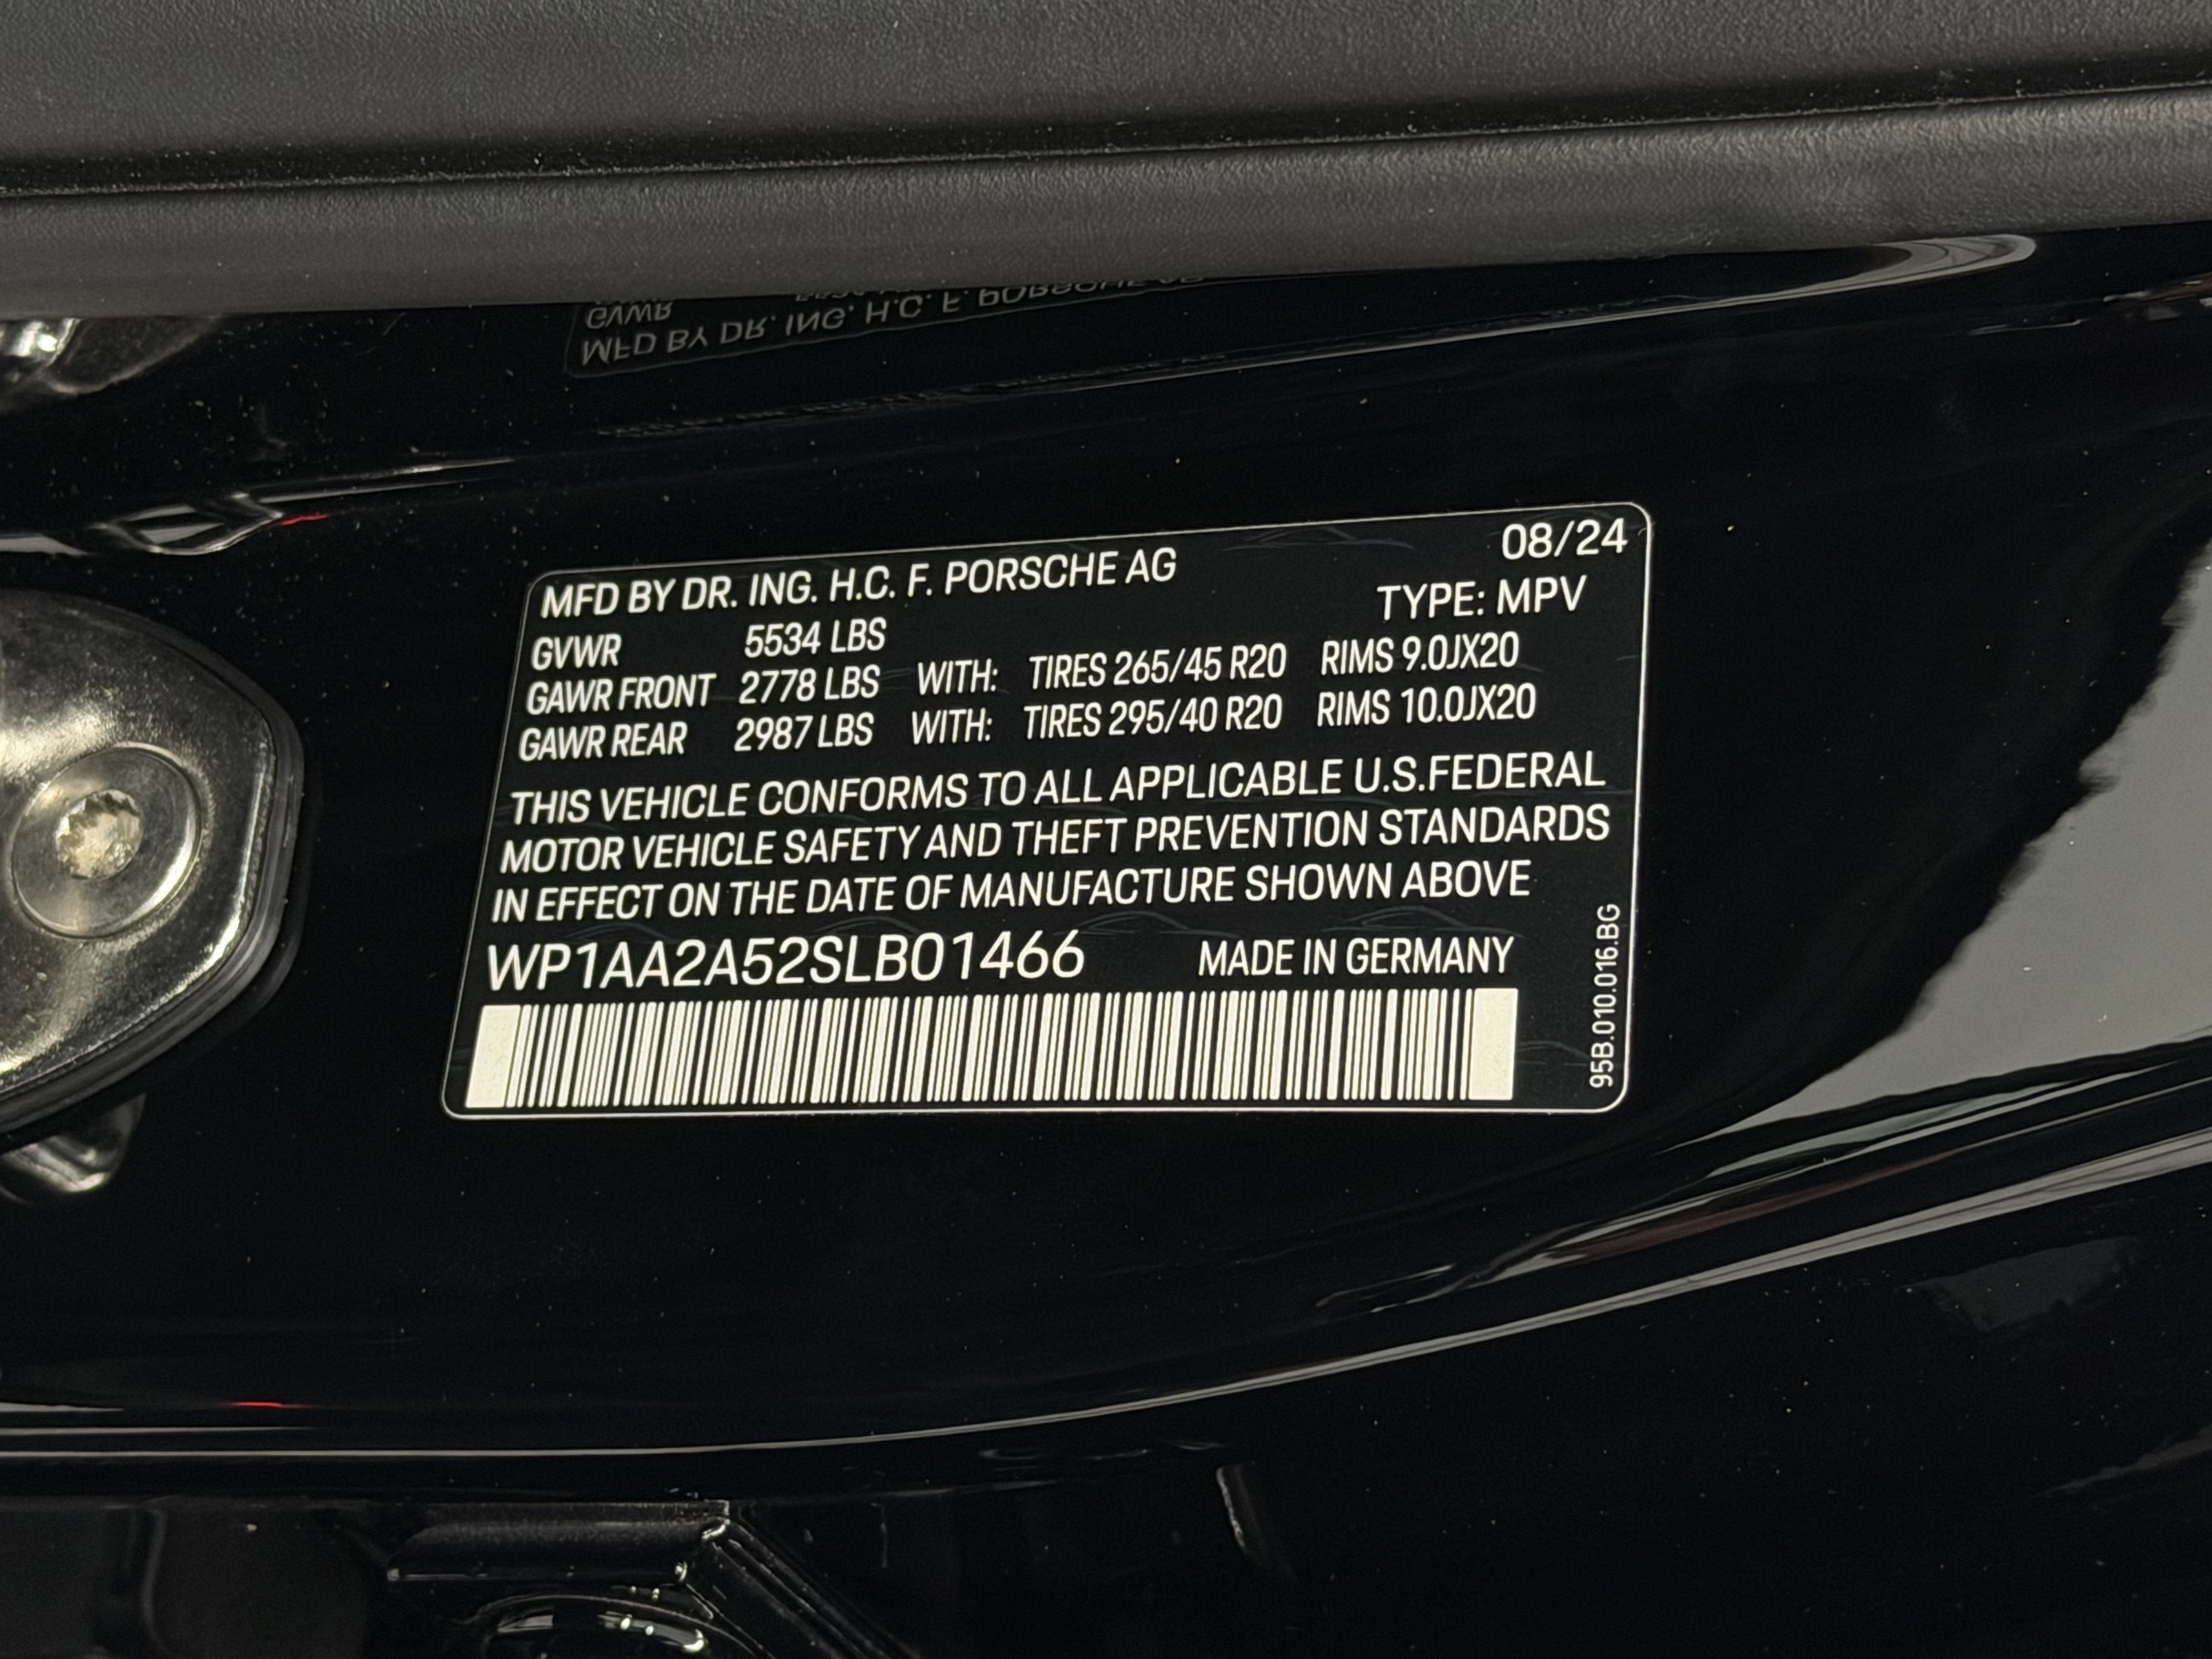 MFD BY DR. ING. H.C. F. PORSCHE AG 08/24
TYPE: MPV
GVWR 5534 LBS
GAWR FRONT 2778 LBS WITH: TIRES 265/45 R20 RIMS 9.0JX20
GAWR REAR 2987 LBS WITH: TIRES 295/40 R20 RIMS 10.0JX20
THIS VEHICLE CONFORMS TO ALL APPLICABLE U.S.FEDERAL
MOTOR VEHICLE SAFETY AND THEFT PREVENTION STANDARDS
IN EFFECT ON THE DATE OF MANUFACTURE SHOWN ABOVE
WP1AA2A52SLB01466 MADE IN GERMANY
95B.010.016.BG